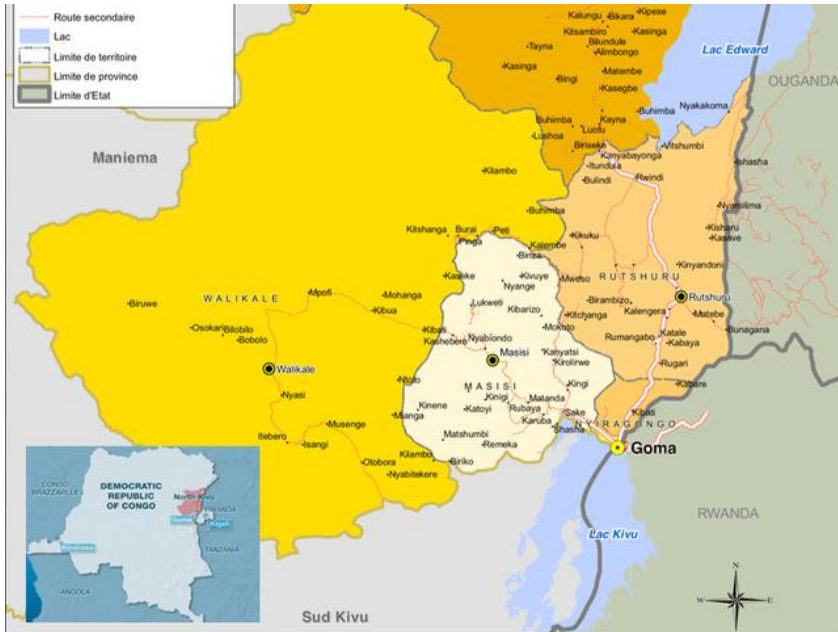 Route secondaire
Lac
Limite de territoire
Limite de province
Limite d'Etat
Kalungu
Bikara
Kipese
Kitsambiro
Kasinga
Tayna
Bilundule
Alimbongo
Lac Edward
Kasinga
Bingi
Matembe
Kasegbe
OUGANDA
Nyakakoma
Buhimba
Kayna
Buhimba
Luofu
Lushoa
Biriseke
Kanyabayonga
Vitshumbi
Maniema
Itundula
Ishasha
Kilambo
Bulindi
Rwindi
Nyamilima
Buhimba
Kisharu
Kasave
Kitshanga
Burai
Peti
Pinga
Kikuku
Kalembe
Binza
Kinyandoni
Kaseke
Kivuye
Mweso
RUTSHURU
Nyange
Mpofi
Mohanga
Lukweti
Birambizo
Rutshuru
Biruwe
WALIKALE
Kibua
Kibarizo
Kitchanga
Kalengera
Matebe
Osokari
Bilobilo
Bobolo
Kibati
Kashebere
Nyabiondo
Mokuto
Rumangabo
Katale
Kabaya
Bunagana
Masisi
Kanyatsi
Kirolirwe
Rugari
Walikale
Ntoto
MASISI
Kingi
Kabare
Nyasi
Kinigi
Matanda
Mianga
Kinene
Katoyi
Rubaya
Karuba
Sake
Kibas
Musenge
Shasha
NYIRAGONGO
Itebero
Isangi
Matshumbi
Remeka
Goma
Otobora
Kilambo
Biriko
Nyabitekere
CONGO
BRAZZAVILLE
DEMOCRATIC
REPUBLIC
OF CONGO
North-Kivu
RWANDA
Goma
Kigali
Kinshasa
TANZANIA
ANGOLA
RWANDA
Lac Kivu
Sud Kivu
N
W
E
S